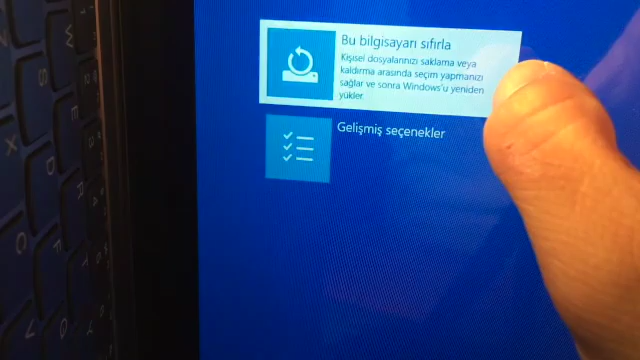 Bu bilgisayarı sıfırla
Kişisel dosyalarınızı saklama veya
kaldırma arasında seçim yapmanızı
sağlar ve sonra Windows'u yeniden
yükler.
Gelişmiş seçenekler